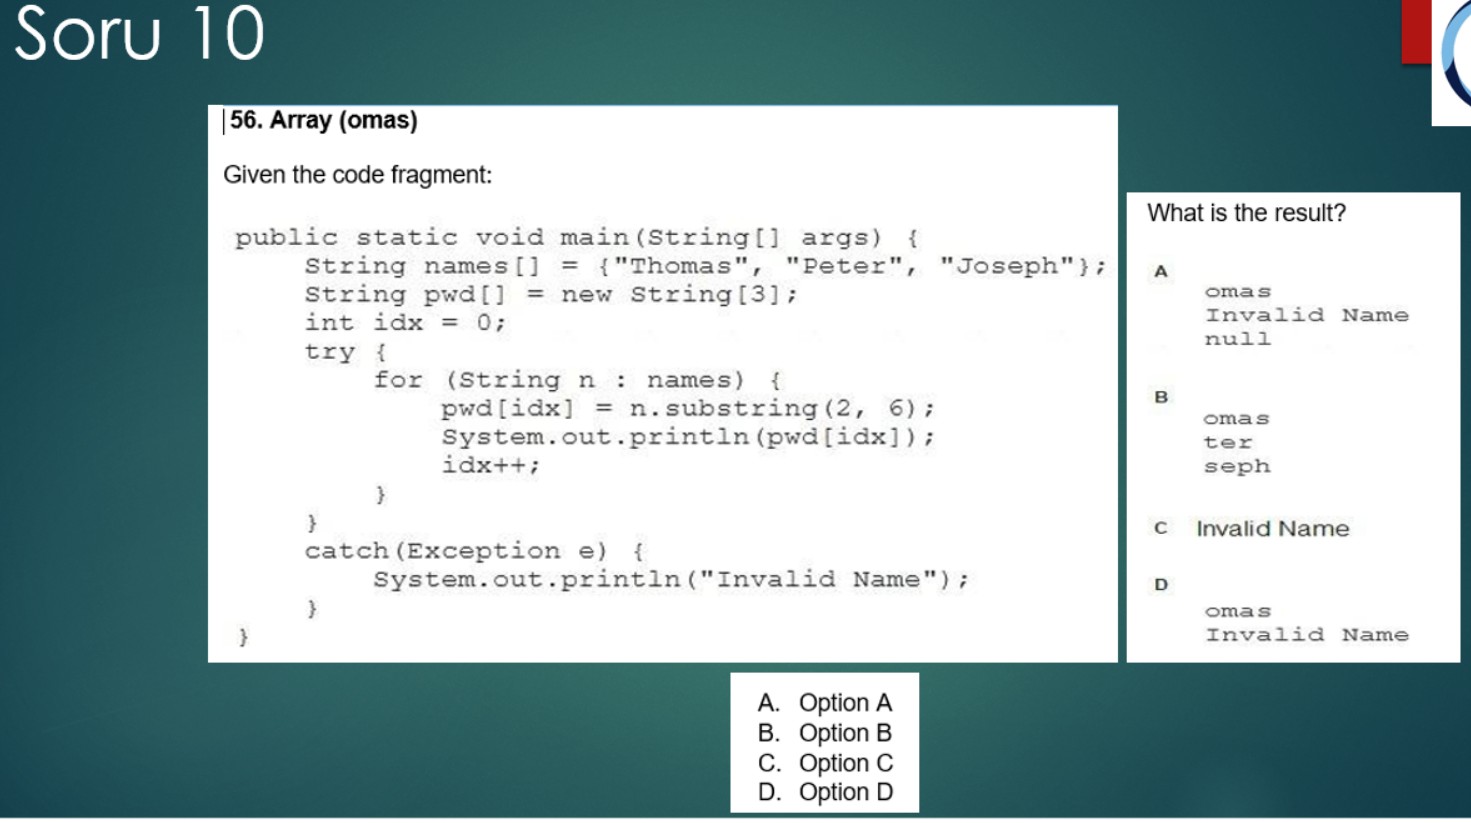 Soru 10
56. Array (omas)
Given the code fragment:
public static void main(String[] args) {
String names[] = {"Thomas", "Peter", "Joseph"};
String pwd[] = new String[3];
int idx = 0;
try {
for (String n : names) {
pwd[idx] = n.substring(2, 6);
System.out.println(pwd[idx]);
idx++;
}
}
catch(Exception e) {
System.out.println("Invalid Name");
}
}
What is the result?
A
omas
Invalid Name
null
B
omas
ter
seph
C Invalid Name
D
omas
Invalid Name
A. Option A
B. Option B
C. Option C
D. Option D